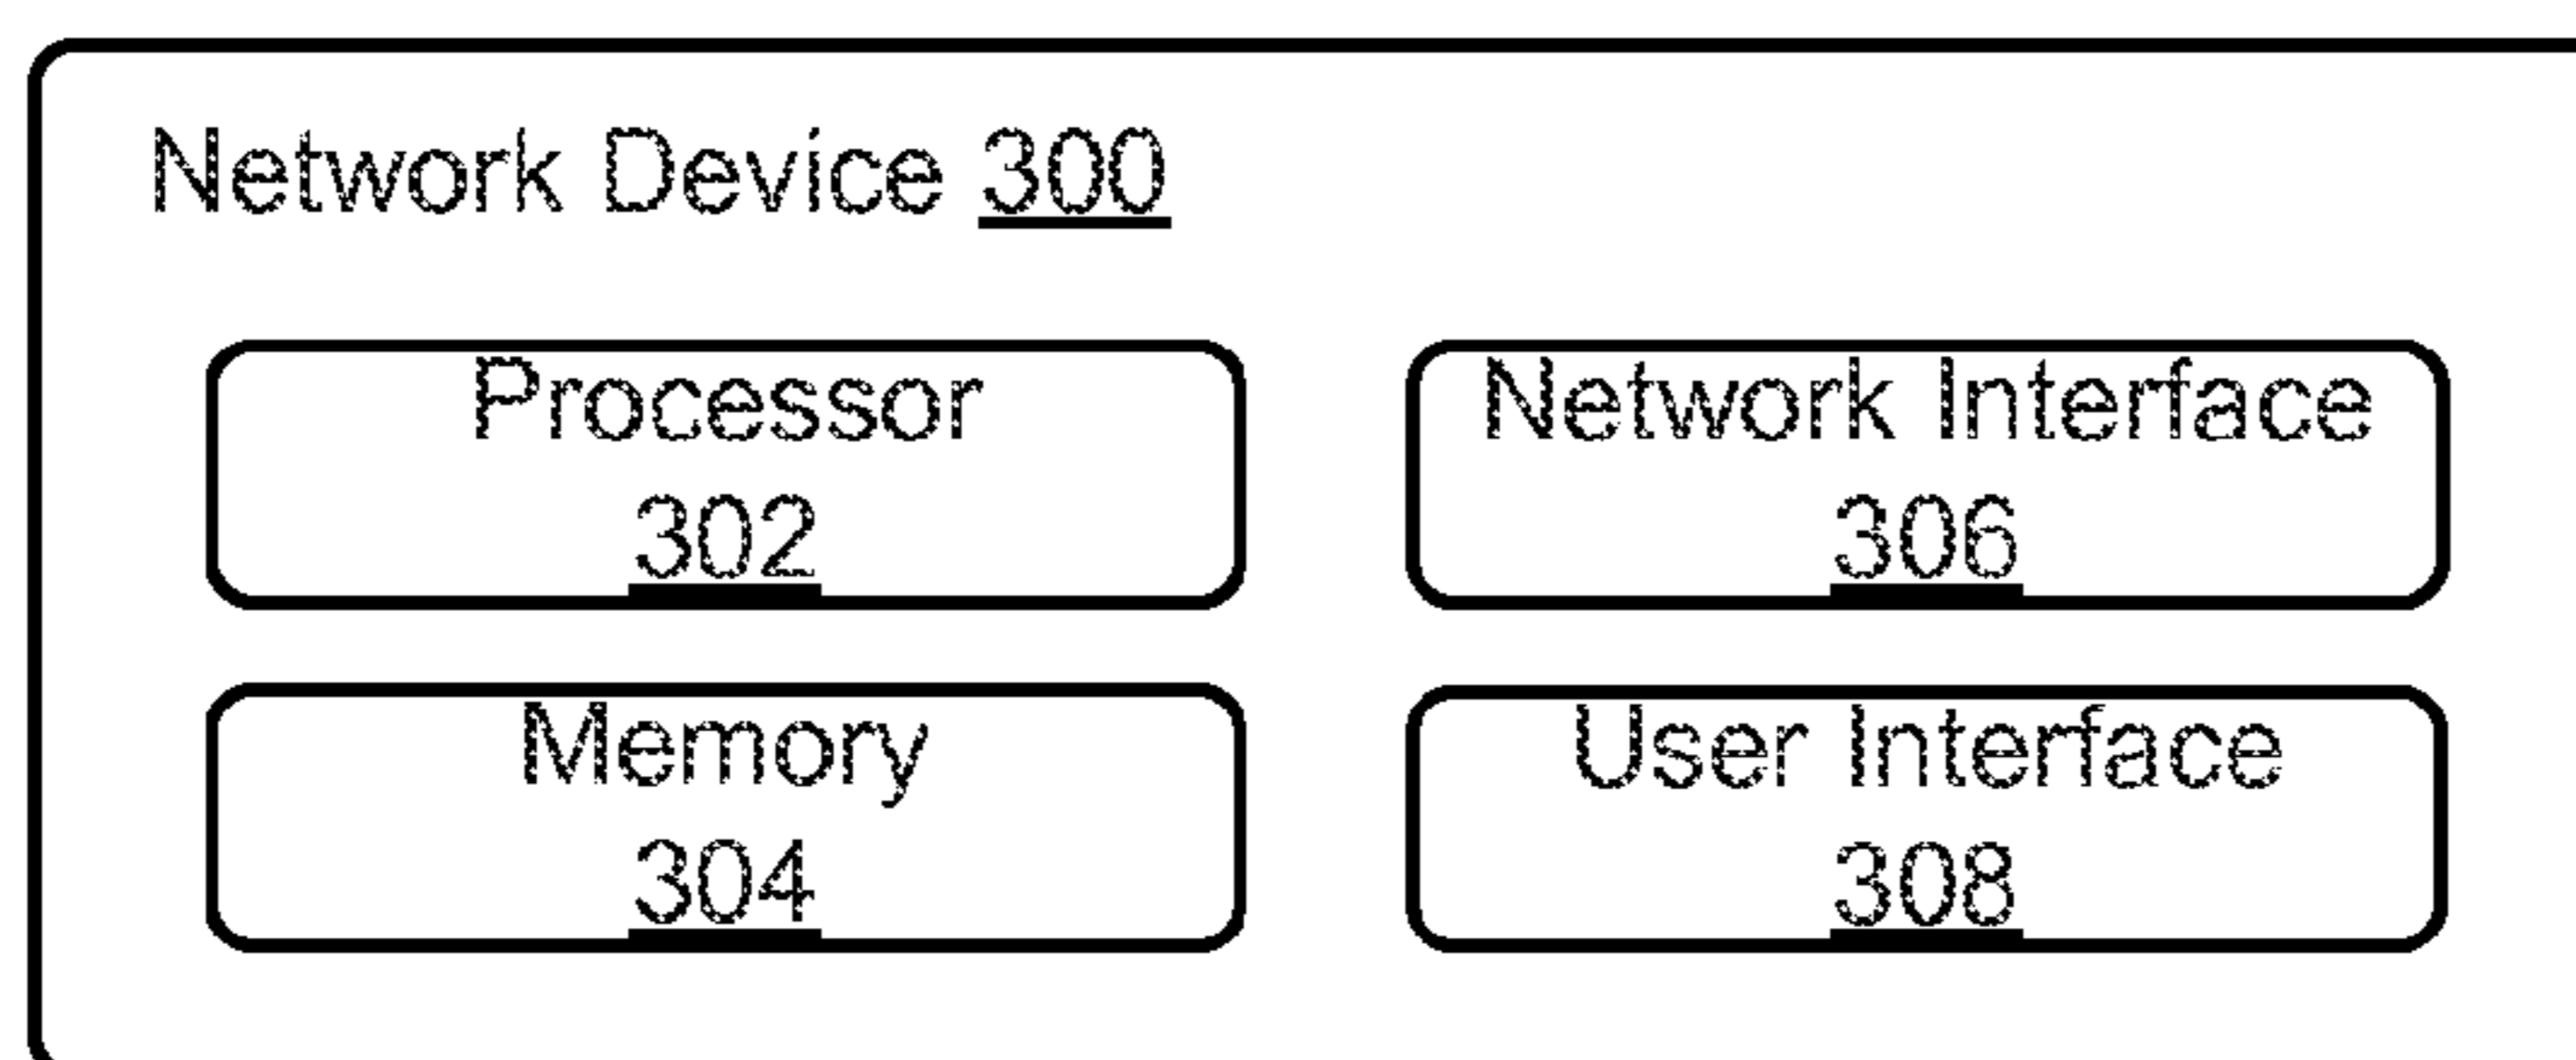 Network Device 300
Processor
302
Network Interface
306
Memory
304
User Interface
308